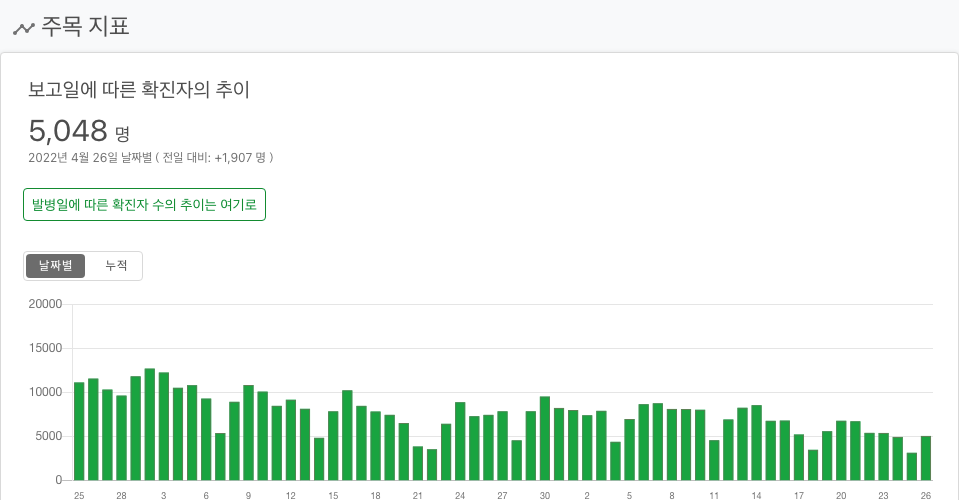 주목 지표
보고일에 따른 확진자의 추이
5,048 명
2022년 4월 26일 날짜별 ( 전일 대비: +1,907 명 )
발병일에 따른 확진자 수의 추이는 여기로
날짜별 누적
20000
15000
10000
5000
0
25 28 3 6 9 12 15 18 21 24 27 30 2 5 8 11 14 17 20 23 26